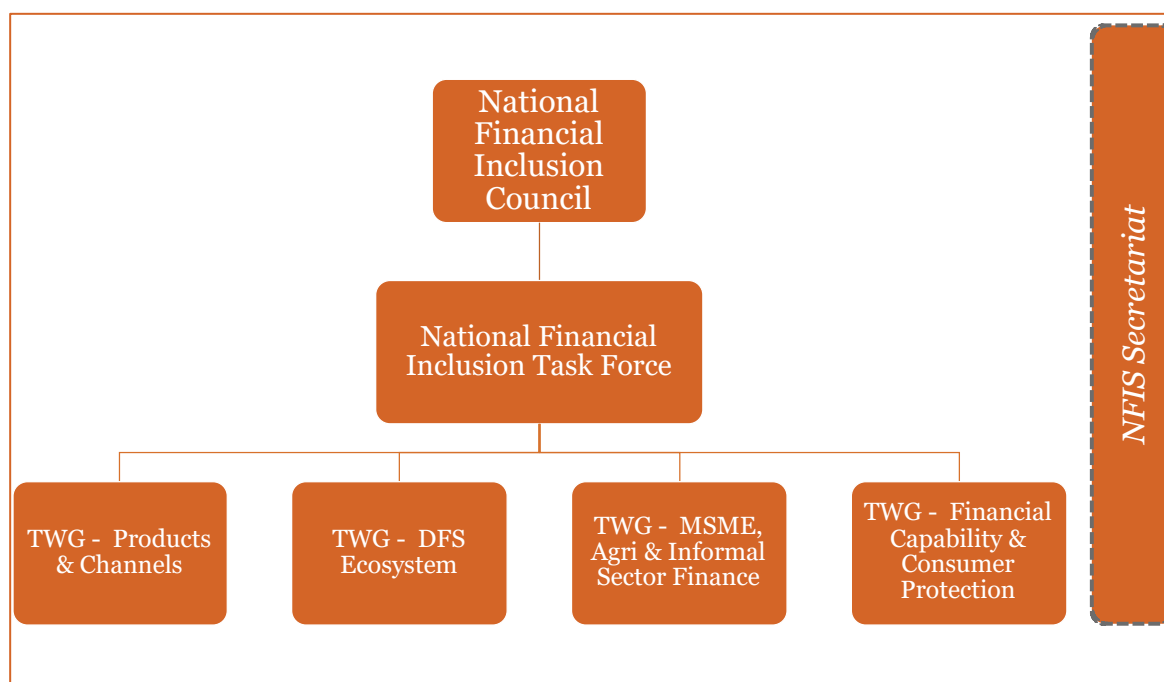 National
Financial
Inclusion
Council
National Financial
Inclusion Task Force
TWG - Products
& Channels
TWG - DFS
Ecosystem
TWG - MSME,
Agri & Informal
Sector Finance
TWG - Financial
Capability &
Consumer
Protection
NFIS Secretariat